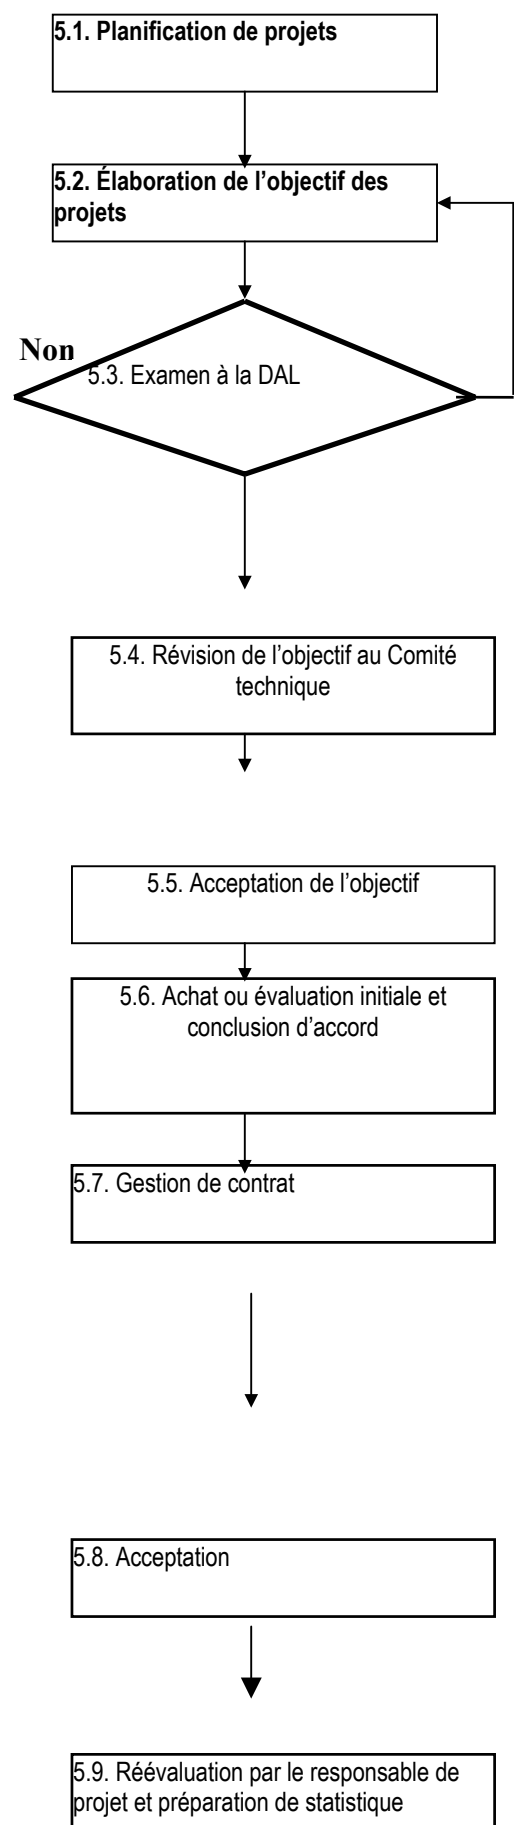 5.1. Planification de projets
5.2. Élaboration de l’objectif des
projets
Non
5.3. Examen à la DAL
5.4. Révision de l’objectif au Comité
technique
5.5. Acceptation de l’objectif
5.6. Achat ou évaluation initiale et
conclusion d’accord
5.7. Gestion de contrat
5.8. Acceptation
5.9. Réévaluation par le responsable de
projet et préparation de statistique